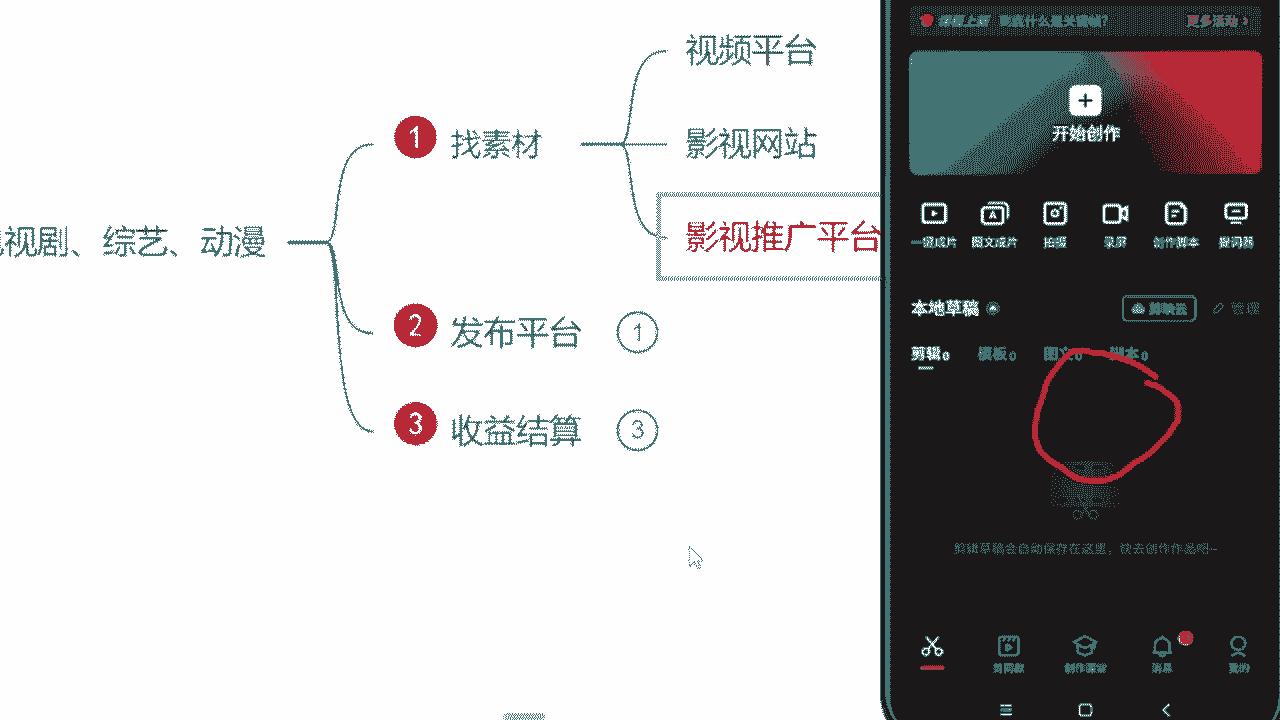 视剧、综艺、动漫
1 找素材
视频平台
影视网站
影视推广平台
2 发布平台 1
3 收益结算 3
更多活动 >
开始创作
一键成片 图文成片 拍摄 录屏 创作脚本 提词器
本地草稿 剪映云 管理
剪辑0 模板0 图文0 脚本0
剪辑草稿会自动保存在这里，快去创作作品吧~
剪同款 创作课堂 消息 我的